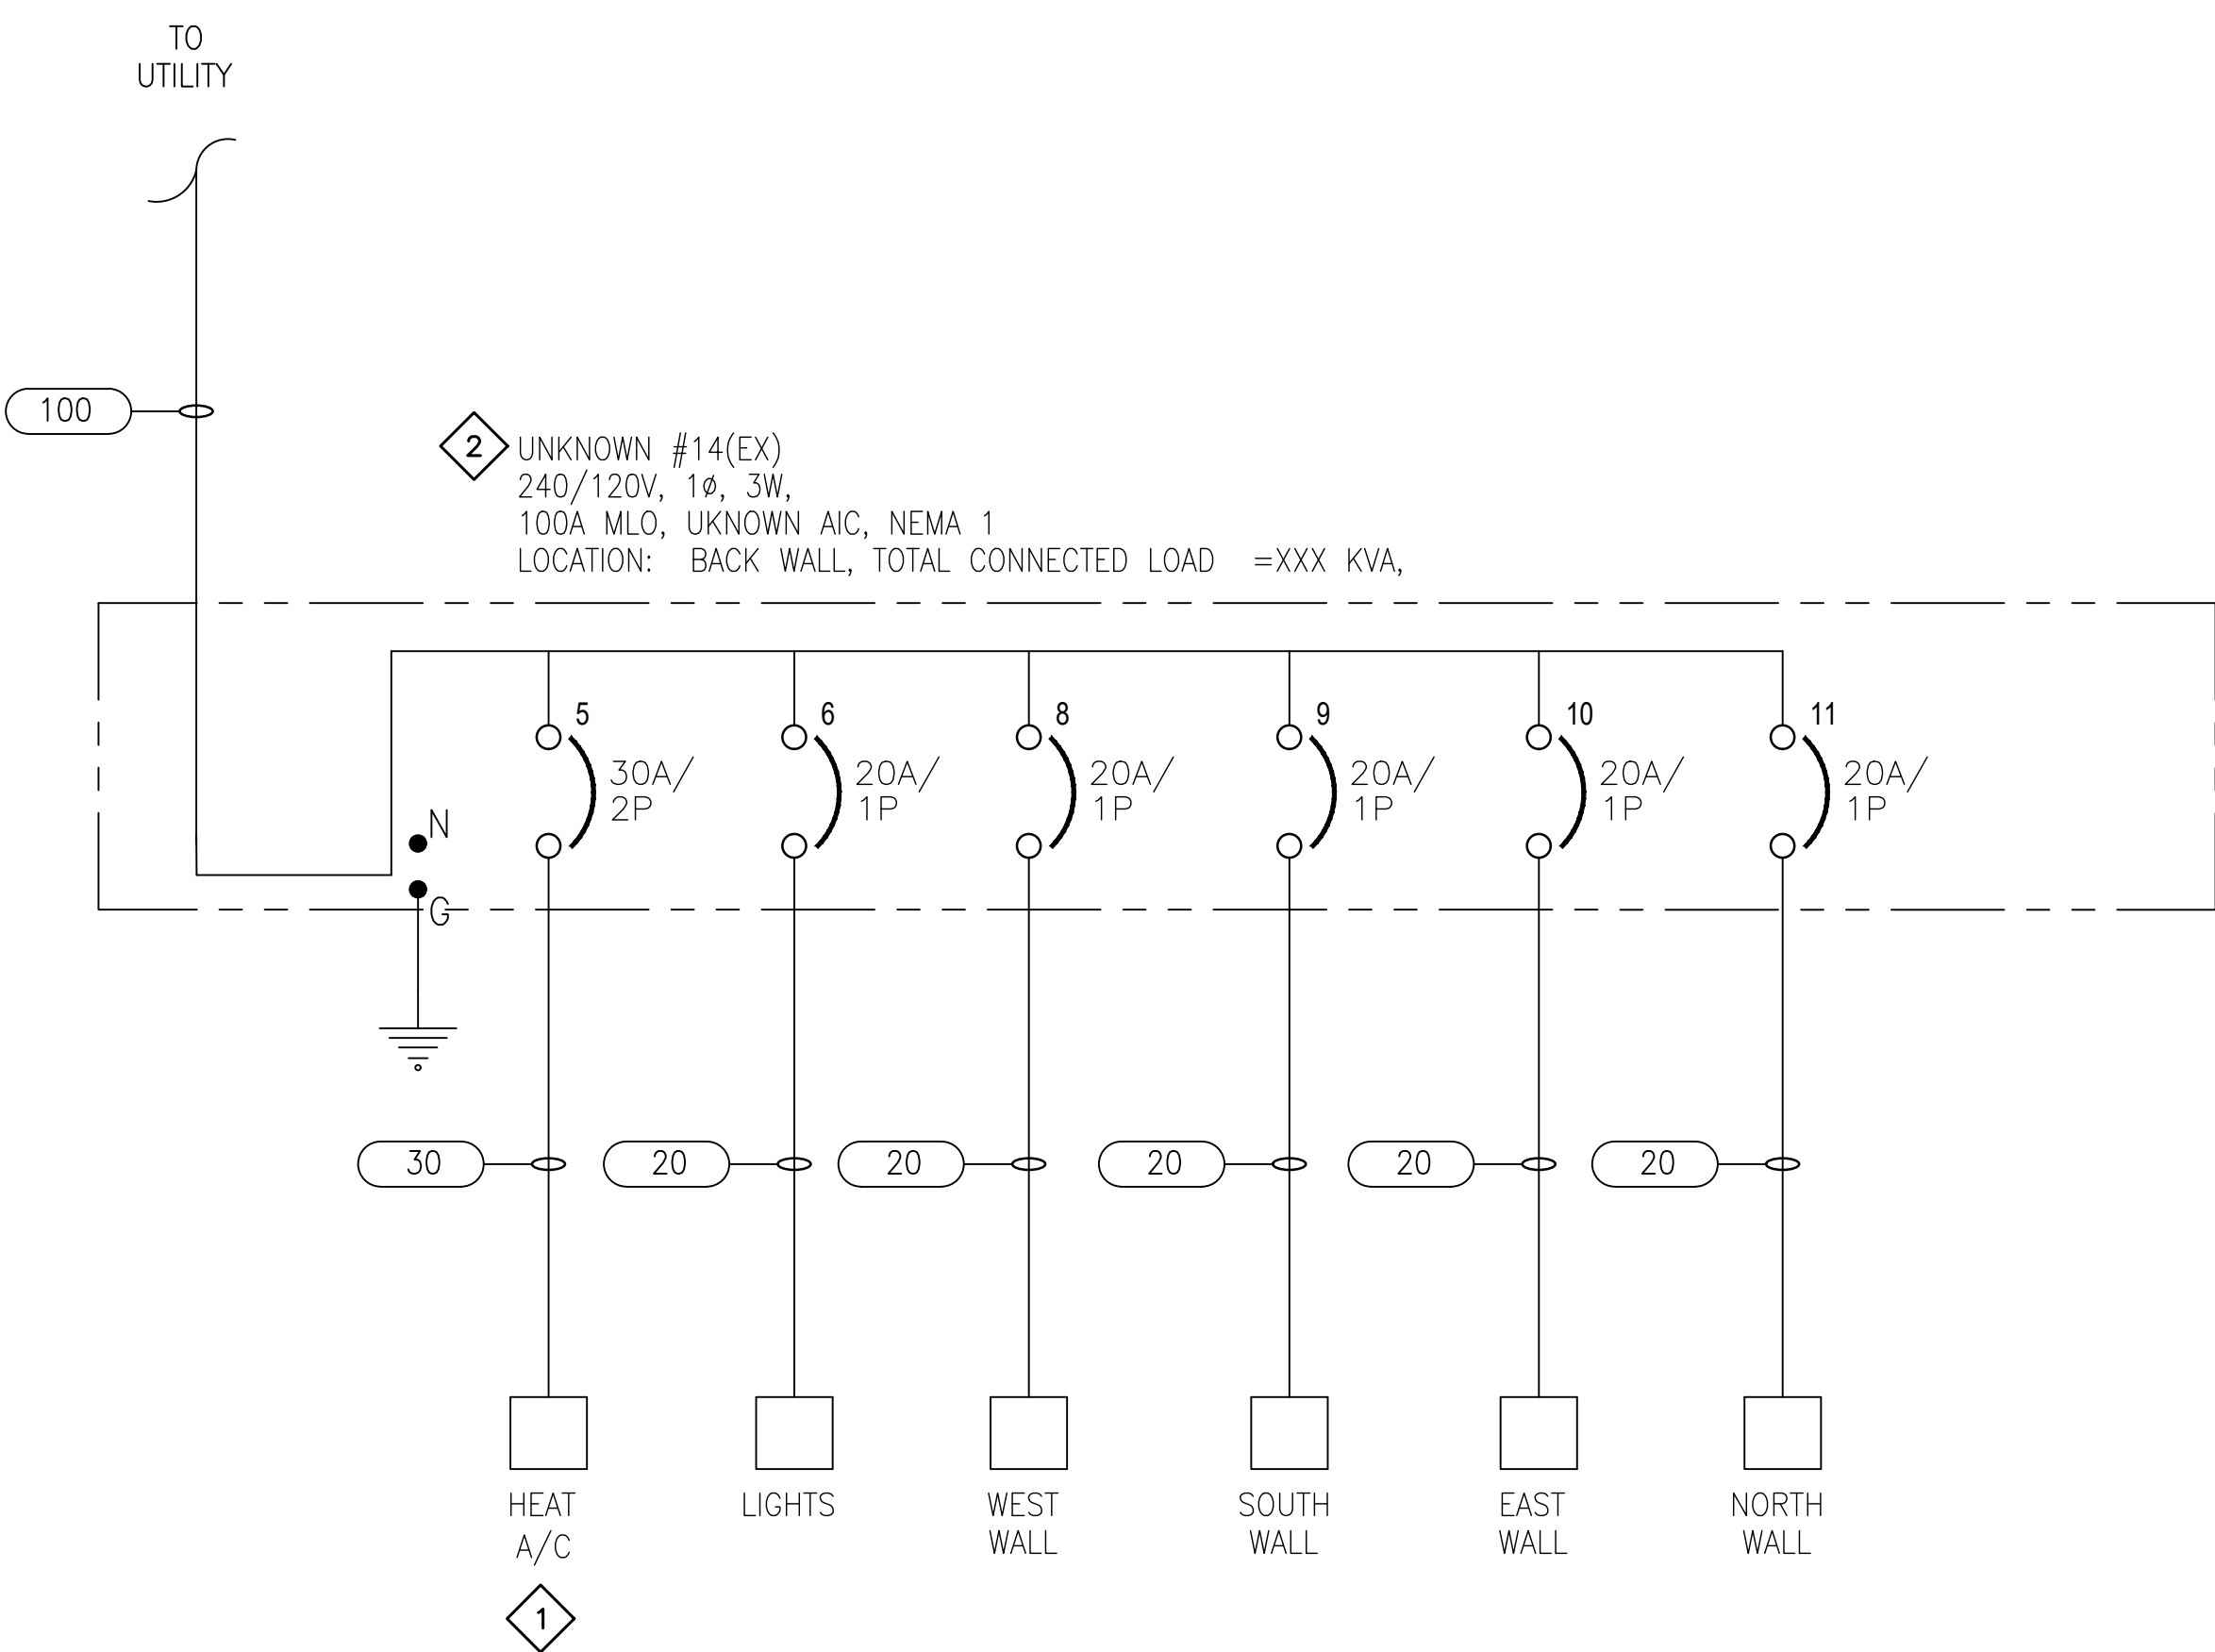 TO
UTILITY
100
2
UNKNOWN #14(EX)
240/120V, 1ø, 3W,
100A MLO, UKNOWN AIC, NEMA 1
LOCATION: BACK WALL, TOTAL CONNECTED LOAD =XXX KVA,
5
30A/
2P
6
20A/
1P
8
20A/
1P
9
20A/
1P
10
20A/
1P
11
20A/
1P
N
G
30
20
20
20
20
20
HEAT
A/C
LIGHTS
WEST
WALL
SOUTH
WALL
EAST
WALL
NORTH
WALL
1